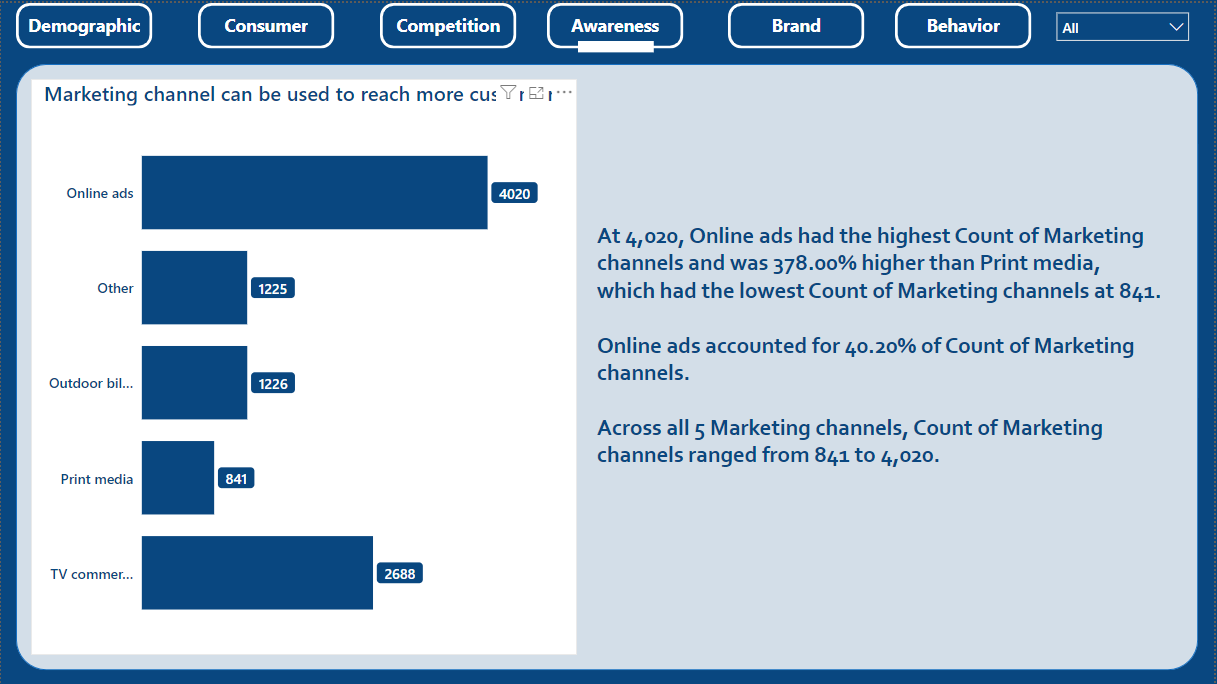 Demographic
Consumer
Competition
Awareness
Brand
Behavior
All
Marketing channel can be used to reach more
Online ads
4020
Other
1225
Outdoor bil...
1226
Print media
841
TV commer...
2688
At 4,020, Online ads had the highest Count of Marketing
channels and was 378.00% higher than Print media,
which had the lowest Count of Marketing channels at 841.
Online ads accounted for 40.20% of Count of Marketing
channels.
Across all 5 Marketing channels, Count of Marketing
channels ranged from 841 to 4,020.